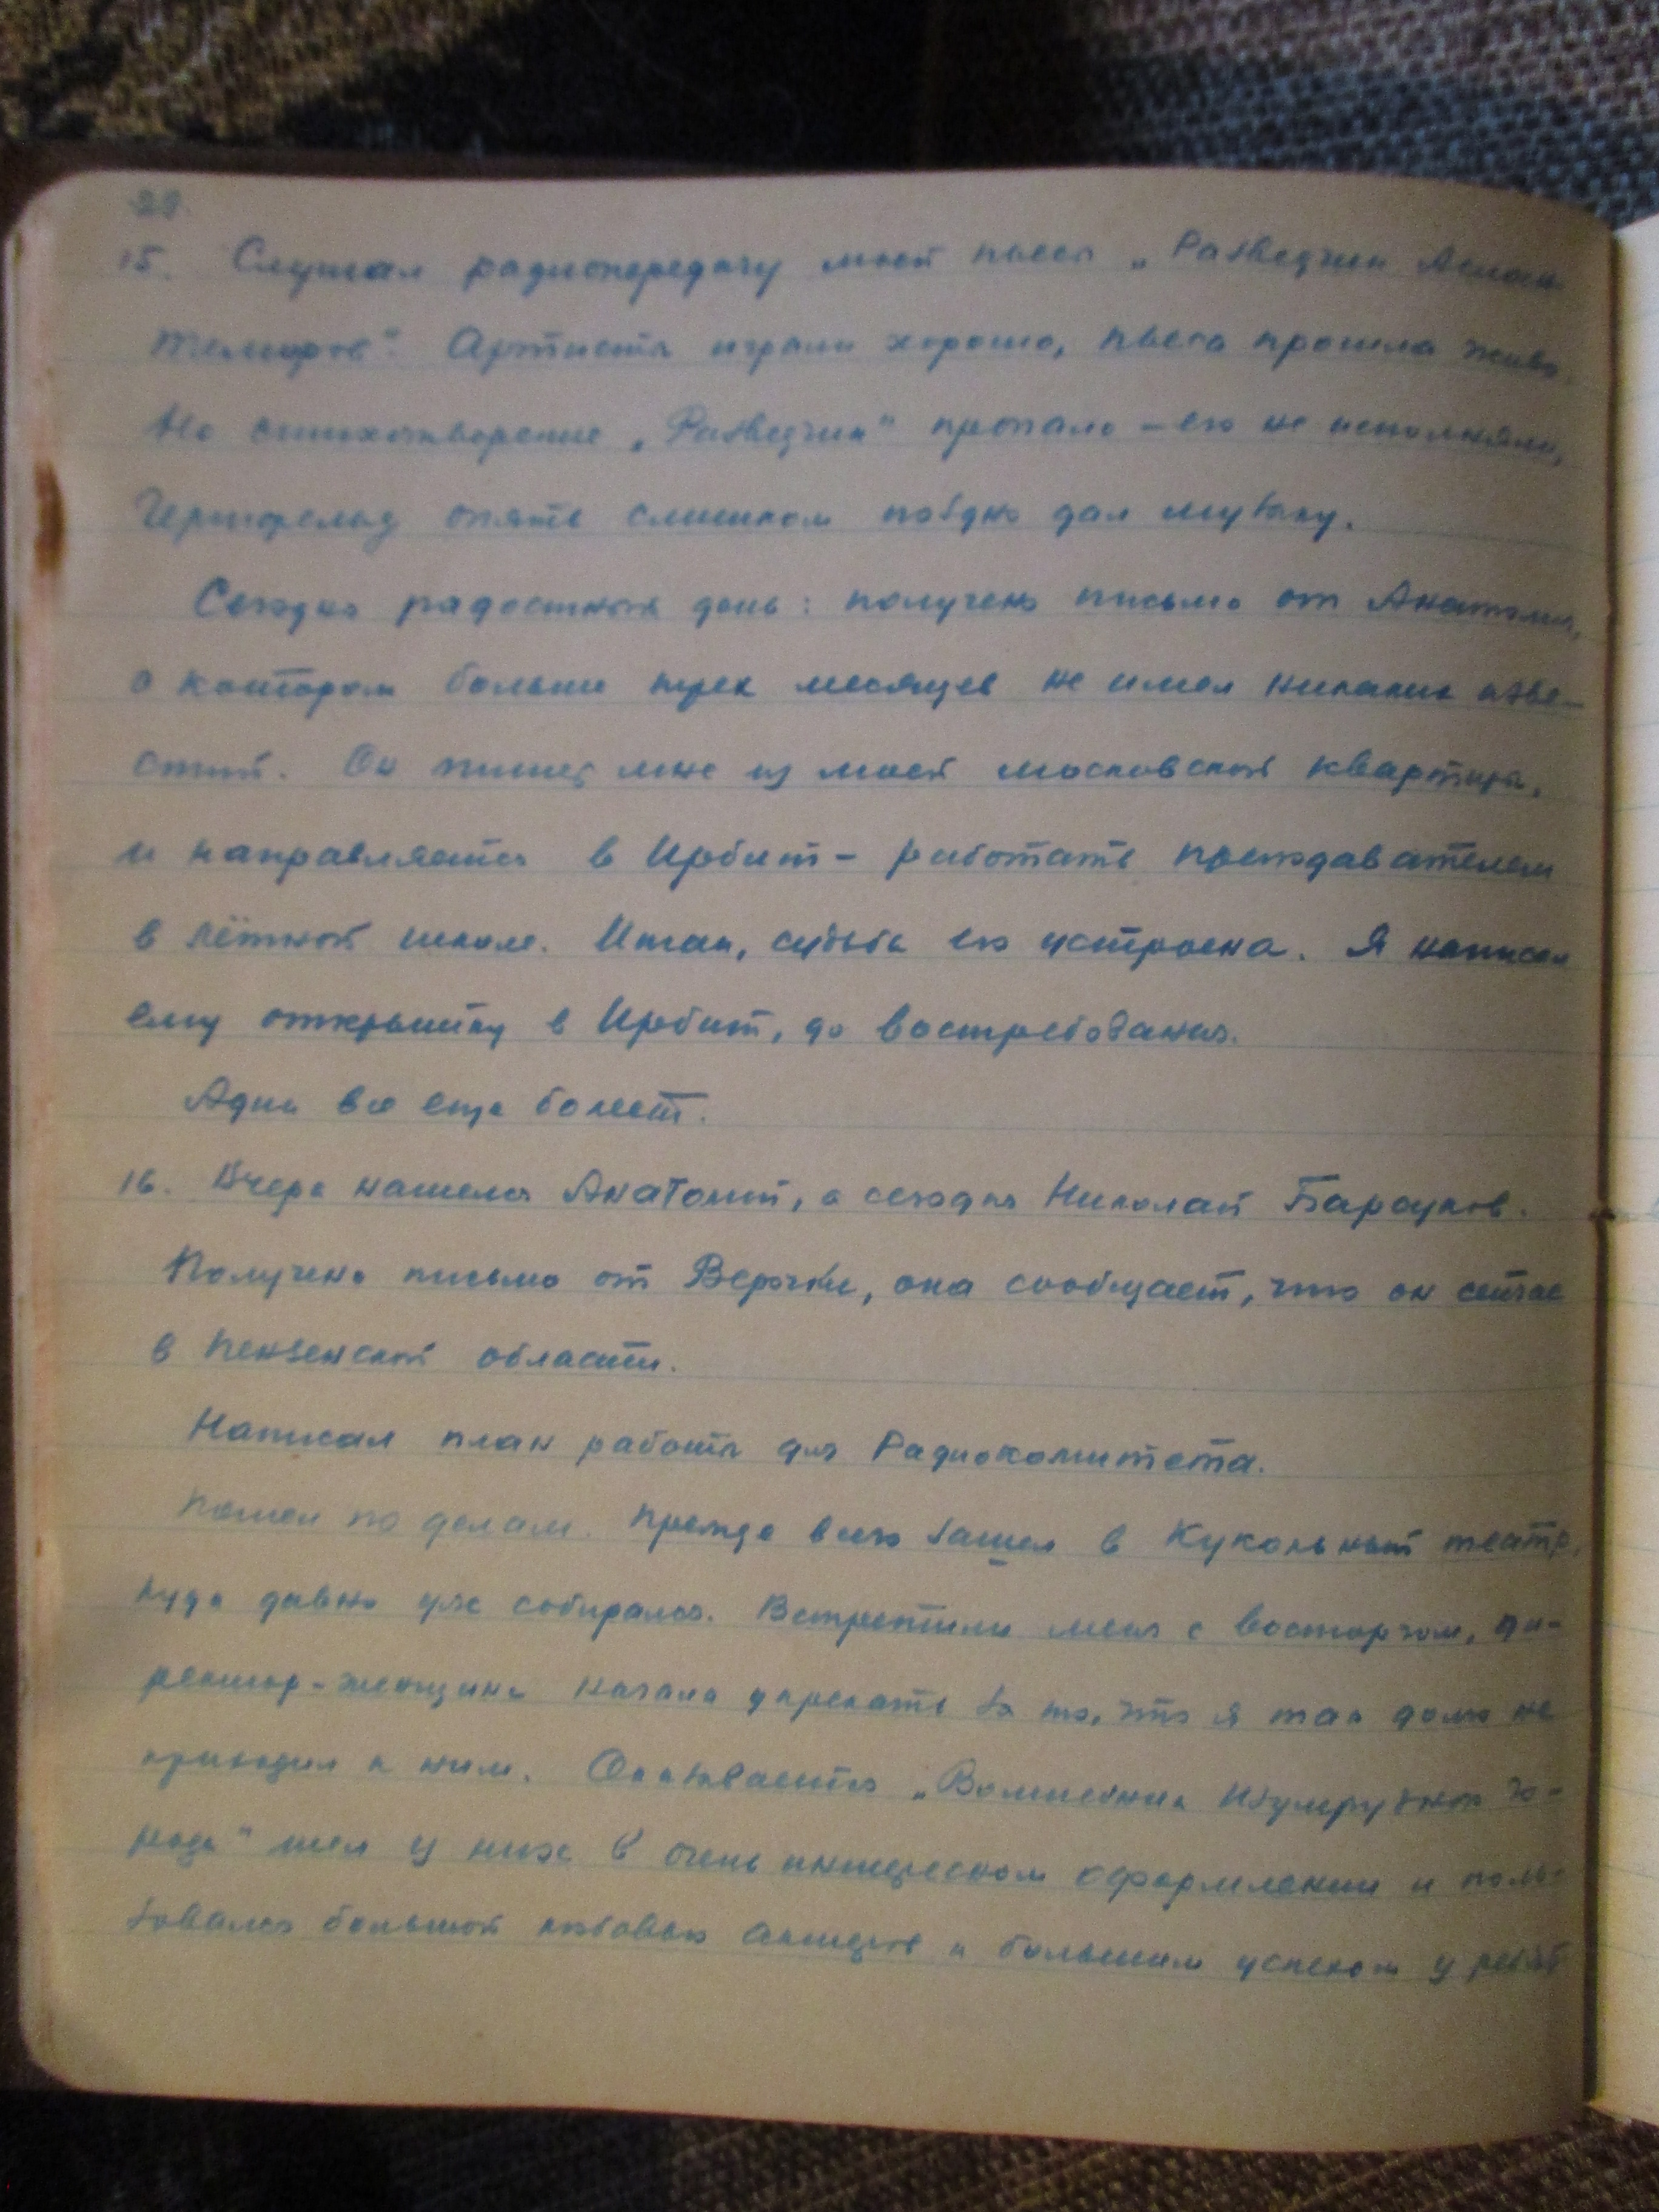 29.
15. Слушал радиопередачу моей пьесы „Разведчик Аслан
Темиров". Артисты играли хорошо, пьеса прошла живо.
Но стихотворение „Разведчик" пропало – его не исполняли,
Гершфельд опять слишком поздно дал музыку.
Сегодня радостный день: получено письмо от Анатолия,
о котором больше трех месяцев не имел никаких изве-
стий. Он пишет мне из моей московской квартиры,
и направляется в Ирбит – работать преподавателем
в лётной школе. Итак, судьба его устроена. Я написал
ему открытку в Ирбит, до востребования.
Адик все еще болеет.
16. Вчера нашелся Анатолий, а сегодня Николай Барсуков.
Получено письмо от Верочки, она сообщает, что он сейчас
в Пензенской области.
Написал план работы для Радиокомитета.
Пошел по делам. Прежде всего зашел в Кукольный театр,
куда давно уже собирался. Встретили меня с восторгом, ди-
ректор-женщина начала упрекать за то, что я так долго не
приходил к ним. Оказывается „Волшебник Изумрудного го-
рода" шел у них в очень интересном оформлении и поль-
зовался большой любовью актеров и большим успехом у ребят